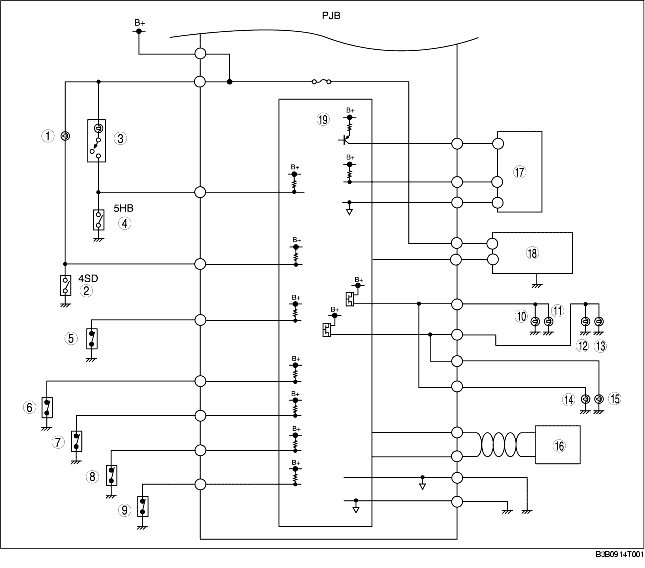 PJB
B+
B+
⑲
①
③
B+
⑰
B+
5HB
④
B+
⑱
4SD
②
B+
B+
⑩
⑪
B+
⑤
⑫
⑬
B+
⑥
B+
⑭
⑮
⑦
B+
⑯
⑧
B+
⑨
B3B0914T001